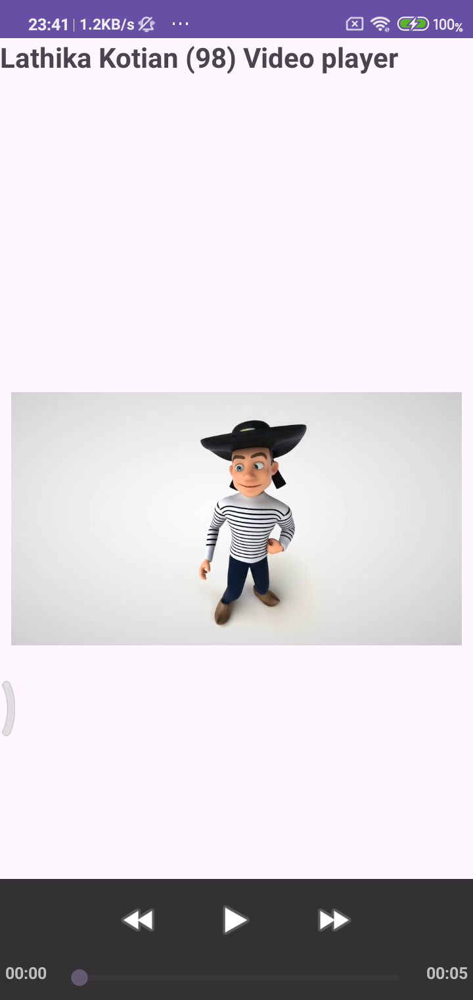 23:41 | 1.2KB/s ... 100%
Lathika Kotian (98) Video player
00:00 00:05